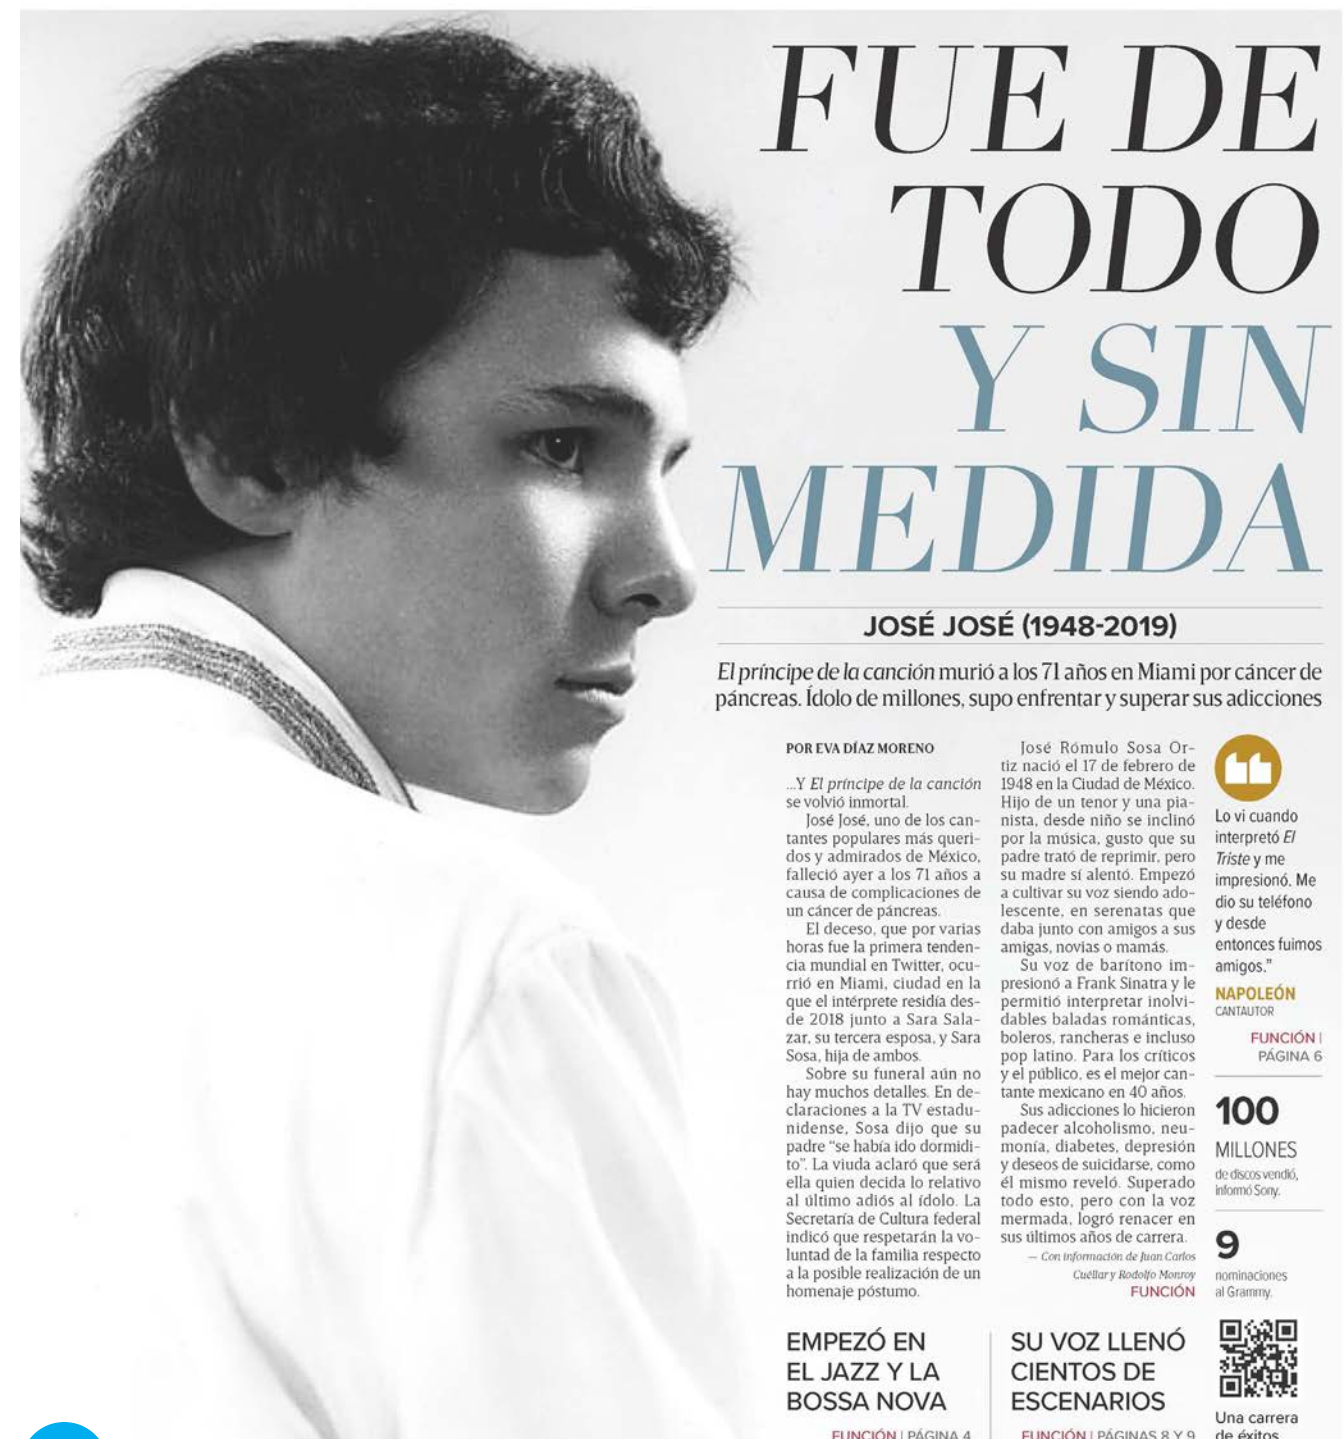 FUE DE
TODO
Y SIN
MEDIDA
JOSÉ JOSÉ (1948-2019)
El príncipe de la canción murió a los 71 años en Miami por cáncer de
páncreas. Ídolo de millones, supo enfrentar y superar sus adicciones
POR EVA DÍAZ MORENO
...Y El príncipe de la canción
se volvió inmortal.
José José, uno de los can-
tantes populares más queri-
dos y admirados de México,
falleció ayer a los 71 años a
causa de complicaciones de
un cáncer de páncreas.
El deceso, que por varias
horas fue la primera tenden-
cia mundial en Twitter, ocu-
rrió en Miami, ciudad en la
que el intérprete residía des-
de 2018 junto a Sara Sala-
zar, su tercera esposa, y Sara
Sosa, hija de ambos.
Sobre su funeral aún no
hay muchos detalles. En de-
claraciones a la TV estadu-
nidense, Sosa dijo que su
padre “se había ido dormidi-
to”. La viuda aclaró que será
ella quien decida lo relativo
al último adiós al ídolo. La
Secretaría de Cultura federal
indicó que respetarán la vo-
luntad de la familia respecto
a la posible realización de un
homenaje póstumo.
José Rómulo Sosa Or-
tiz nació el 17 de febrero de
1948 en la Ciudad de México.
Hijo de un tenor y una pia-
nista, desde niño se inclinó
por la música, gusto que su
padre trató de reprimir, pero
su madre sí alentó. Empezó
a cultivar su voz siendo ado-
lescente, en serenatas que
daba junto con amigos a sus
amigas, novias o mamás.
Su voz de barítono im-
presionó a Frank Sinatra y le
permitió interpretar inolvi-
dables baladas románticas,
boleros, rancheras e incluso
pop latino. Para los críticos
y el público, es el mejor can-
tante mexicano en 40 años.
Sus adicciones lo hicieron
padecer alcoholismo, neu-
monía, diabetes, depresión
y deseos de suicidarse, como
él mismo reveló. Superado
todo esto, pero con la voz
mermada, logró renacer en
sus últimos años de carrera.
— Con información de Juan Carlos
Cuéllar y Rodolfo Monroy
FUNCIÓN
Lo vi cuando
interpretó El
Triste y me
impresionó. Me
dio su teléfono
y desde
entonces fuimos
amigos.”
NAPOLEÓN
CANTAUTOR
FUNCIÓN |
PÁGINA 6
100
MILLONES
de discos vendió,
informó Sony.
9
nominaciones
al Grammy.
EMPEZÓ EN
EL JAZZ Y LA
BOSSA NOVA
FUNCIÓN | PÁGINA 4
SU VOZ LLENÓ
CIENTOS DE
ESCENARIOS
FUNCIÓN | PÁGINAS 8 Y 9
Una carrera
de éxitos